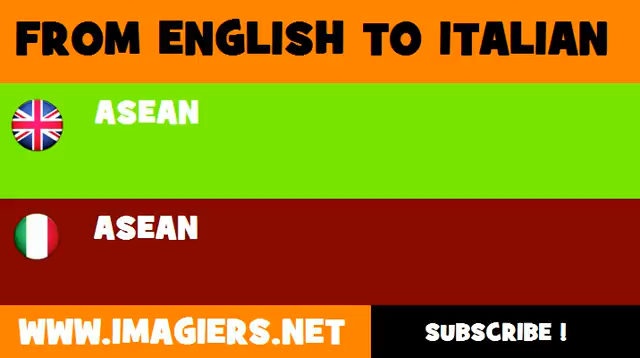 FROM ENGLISH TO ITALIAN
ASEAN
ASEAN
WWW.IMAGIERS.NET
SUBSCRIBE !